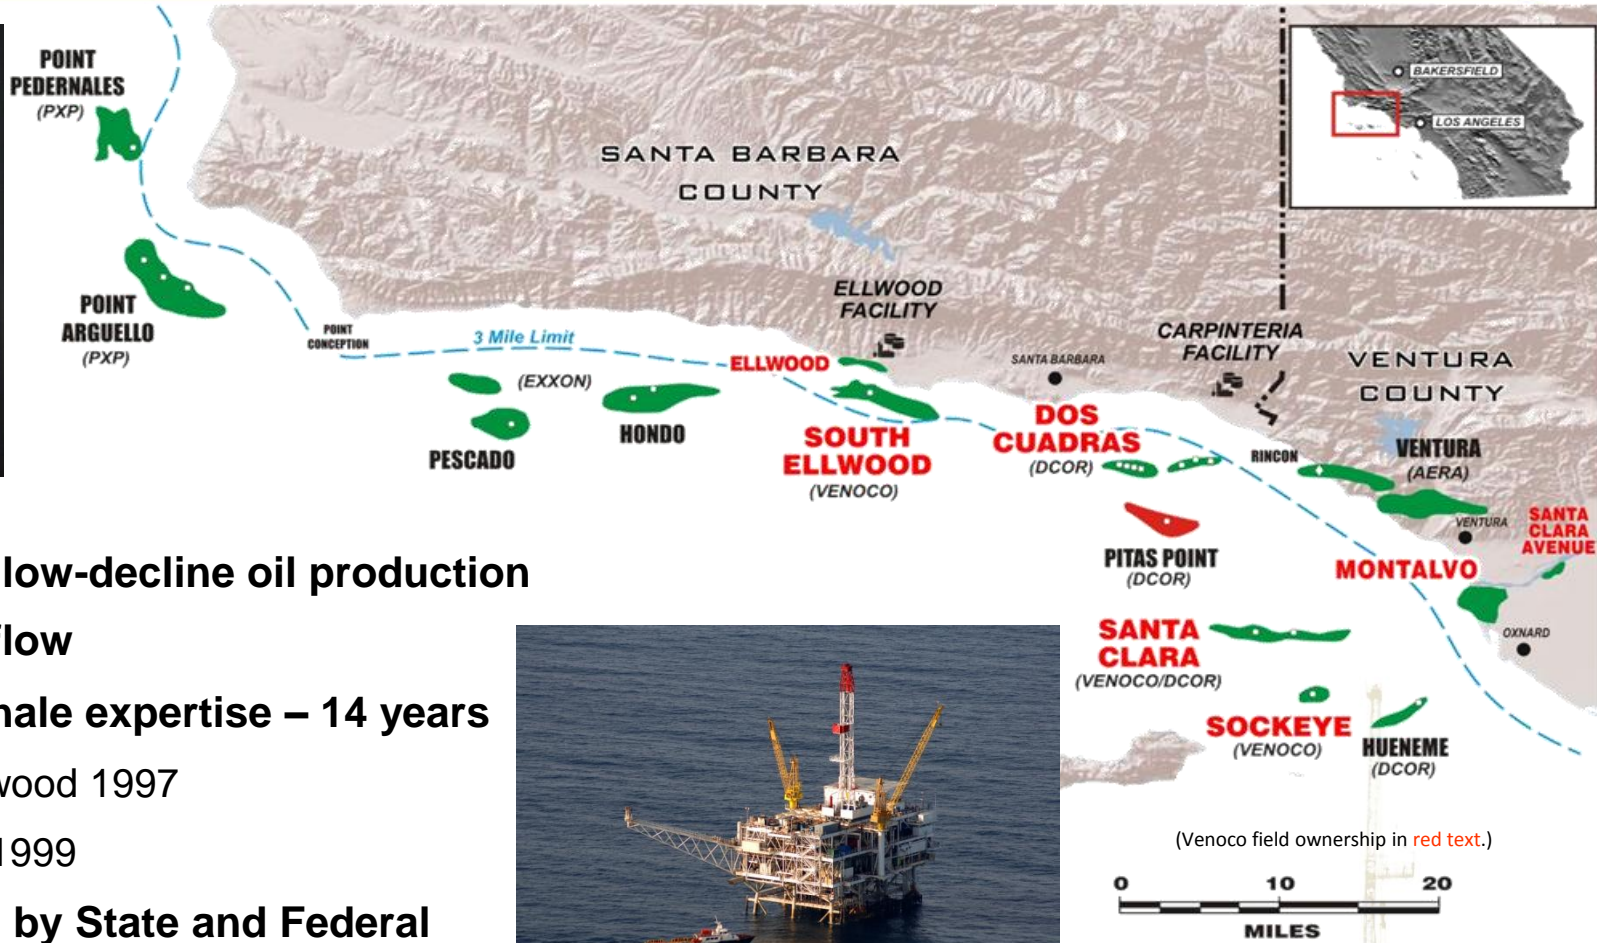 POINT
PEDERNALES
(PXP)
BAKERSFIELD
LOS ANGELES
SANTA BARBARA
COUNTY
ELLWOOD
FACILITY
POINT
ARGUELLO
(PXP)
POINT
CONCEPTION
3 Mile Limit
ELLWOOD
SANTA BARBARA
CARPINTERIA
FACILITY
VENTURA
COUNTY
(EXXON)
PESCADO
HONDO
SOUTH
ELLWOOD
(VENOCO)
DOS
CUADRAS
(DCOR)
RINCON
VENTURA
(AERA)
VENTURA
SANTA
CLARA
AVENUE
PITAS POINT
(DCOR)
MONTALVO
OXNARD
SANTA
CLARA
(VENOCO/DCOR)
SOCKEYE
(VENOCO)
HUENEME
(DCOR)
(Venoco field ownership in red text.)
0 10 20
MILES
low-decline oil production
flow
hale expertise – 14 years
wood 1997
1999
by State and Federal